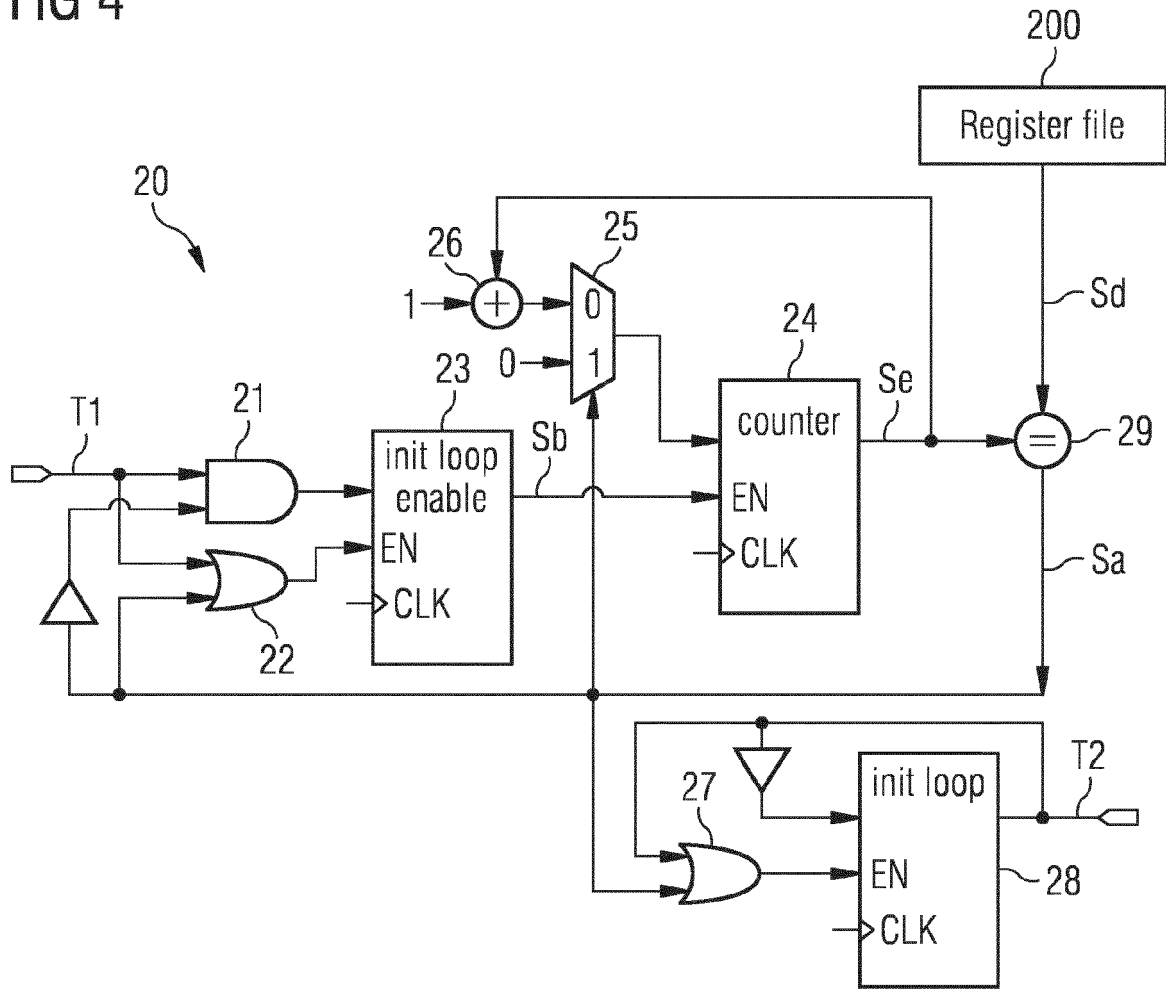 FIG 4
200
Register file
20
26
25
1
+
0
Sd
0
1
24
23
counter
Se
=
29
T1
21
init loop
enable
Sb
EN
EN
CLK
CLK
22
Sa
T2
27
init loop
EN
28
CLK